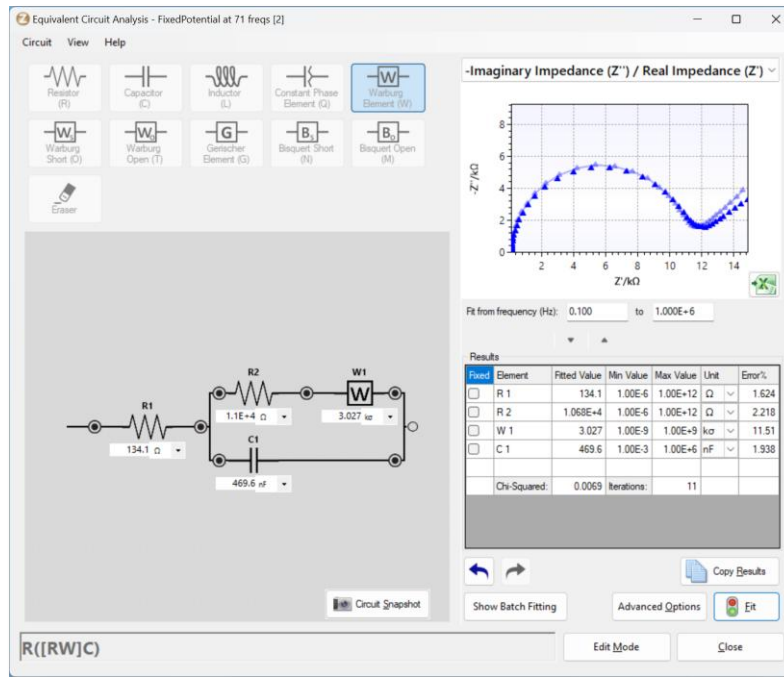 Equivalent Circuit Analysis - FixedPotential at 71 freqs [2]
Circuit View Help
Resistor (R)
Capacitor (C)
Inductor (L)
Constant Phase Element (Q)
W
Warburg Element (W)
Ws
Warburg Short (O)
Wo
Warburg Open (T)
G
Gerischer Element (G)
Bs
Bisquert Short (N)
Bo
Bisquert Open (M)
Eraser
R1
134.1 Ω
R2
1.1E+4 Ω
W1
W
3.027 kσ
C1
469.6 nF
Circuit Snapshot
R([RW]C)
-Imaginary Impedance (Z'') / Real Impedance (Z')
-Z''/kΩ
8
6
4
2
0
2 4 6 8 10 12 14
Z'/kΩ
Fit from frequency (Hz): 0.100 to 1.000E+6
Results
Fixed Element Fitted Value Min Value Max Value Unit Error%
R 1 134.1 1.00E-6 1.00E+12 Ω 1.624
R 2 1.068E+4 1.00E-6 1.00E+12 Ω 2.218
W 1 3.027 1.00E-9 1.00E+9 kσ 11.51
C 1 469.6 1.00E-3 1.00E+6 nF 1.938
Chi-Squared: 0.0069 Iterations: 11
Copy Results
Show Batch Fitting Advanced Options Fit
Edit Mode Close